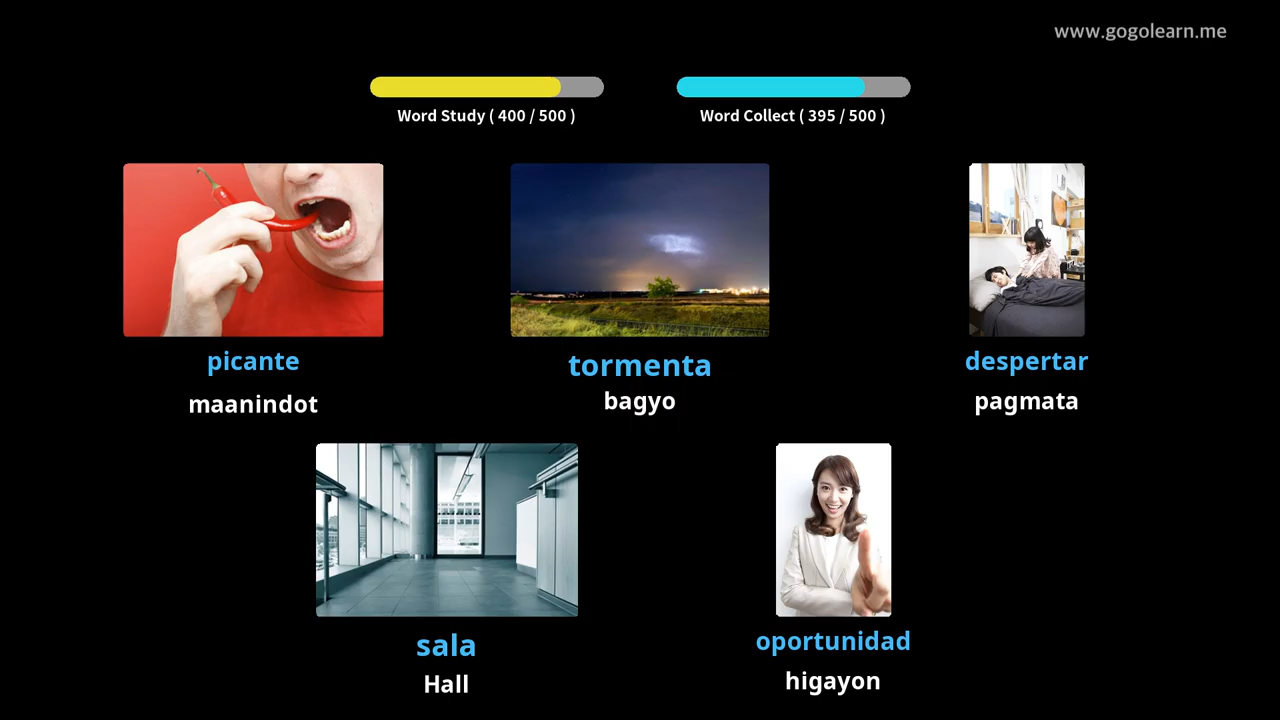 www.gogolearn.me
Word Study ( 400 / 500 )
Word Collect ( 395 / 500 )
picante
maanindot
tormenta
bagyo
despertar
pagmata
sala
Hall
oportunidad
higayon